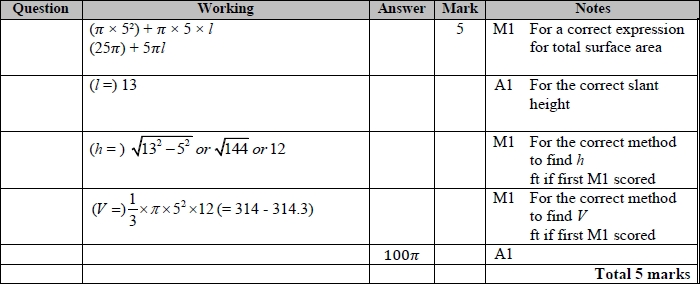 Question Working Answer Mark Notes
(π × 5²) + π × 5 × l 5 M1 For a correct expression
(25π) + 5πl for total surface area
(l =) 13 A1 For the correct slant
height
(h = ) √13² – 5² or √144 or 12 M1 For the correct method
to find h
ft if first M1 scored
(V =) 1/3 × π × 5² × 12 (= 314 - 314.3) M1 For the correct method
to find V
ft if first M1 scored
100π A1
Total 5 marks